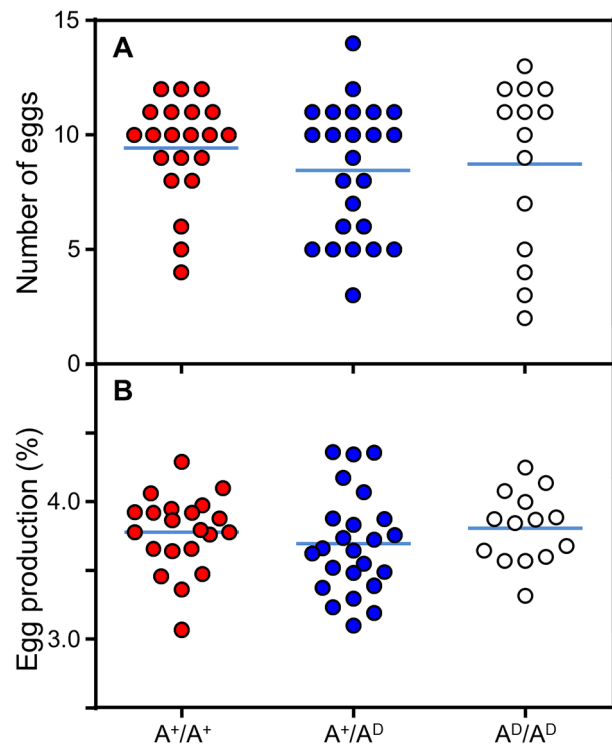 A
Number of eggs
15
10
5
0
B
Egg production (%)
4.0
3.0
A⁺/A⁺ A⁺/Aᴰ Aᴰ/Aᴰ